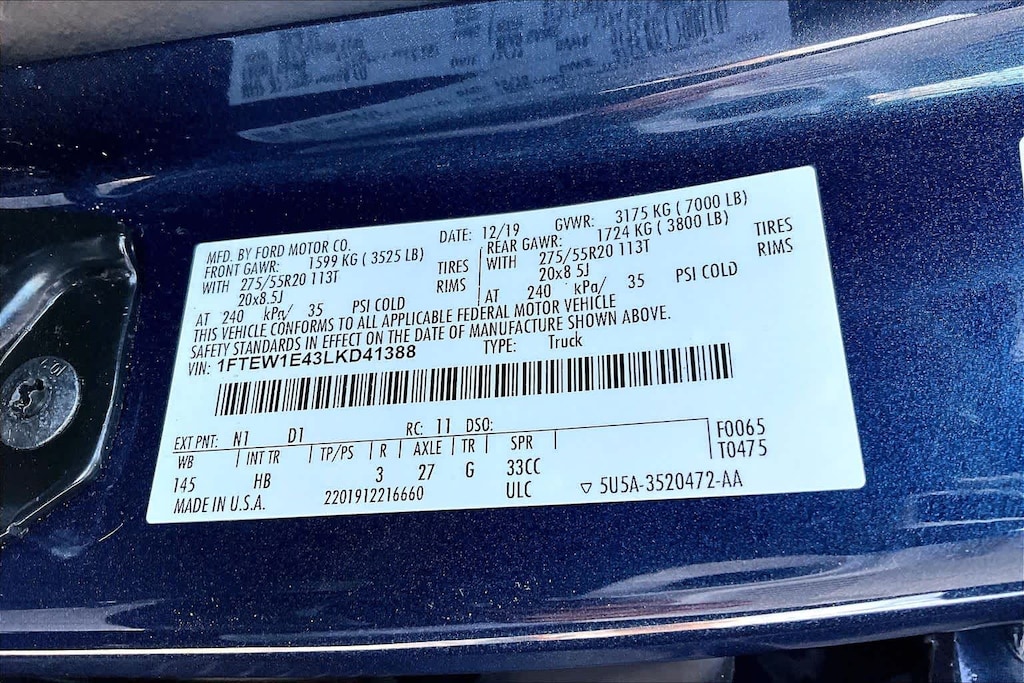 MFD. BY FORD MOTOR CO.
DATE: 12/19 GVWR: 3175 KG ( 7000 LB)
FRONT GAWR: 1599 KG ( 3525 LB)
WITH 275/55R20 113T TIRES
20x8.5J RIMS
AT 240 kPa/ 35 PSI COLD
REAR GAWR: 1724 KG ( 3800 LB)
WITH 275/55R20 113T TIRES
20x8.5J RIMS
AT 240 kPa/ 35 PSI COLD
THIS VEHICLE CONFORMS TO ALL APPLICABLE FEDERAL MOTOR VEHICLE
SAFETY STANDARDS IN EFFECT ON THE DATE OF MANUFACTURE SHOWN ABOVE.
VIN: 1FTEW1E43LKD41388 TYPE: Truck
EXT PNT: N1 D1 RC: 11 DSO:
WB INT TR TP/PS R AXLE TR SPR
145 HB 3 27 G 33CC
F0065
T0475
MADE IN U.S.A. 2201912216660 ULC ▽ 5U5A-3520472-AA